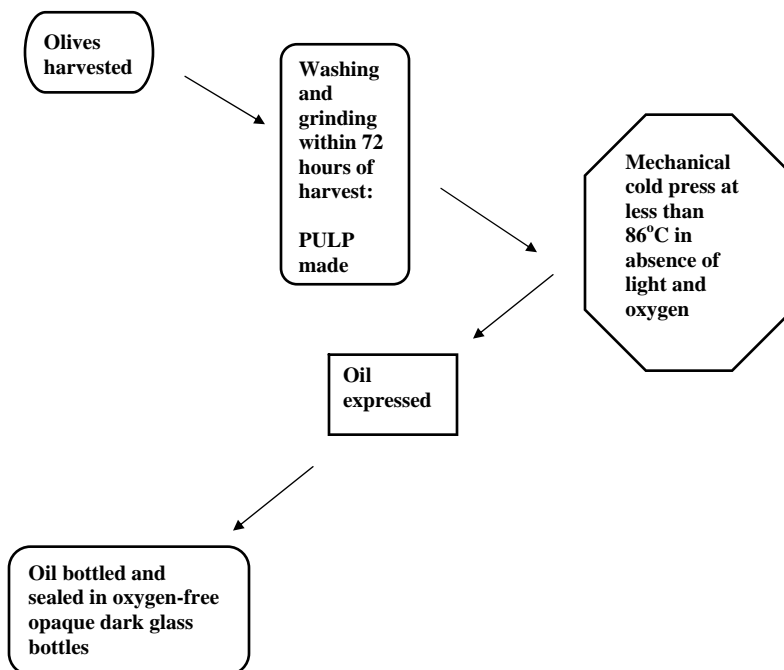 Olives
harvested
Washing
and
grinding
within 72
hours of
harvest:
PULP
made
Mechanical
cold press at
less than
86°C in
absence of
light and
oxygen
Oil
expressed
Oil bottled and
sealed in oxygen-free
opaque dark glass
bottles